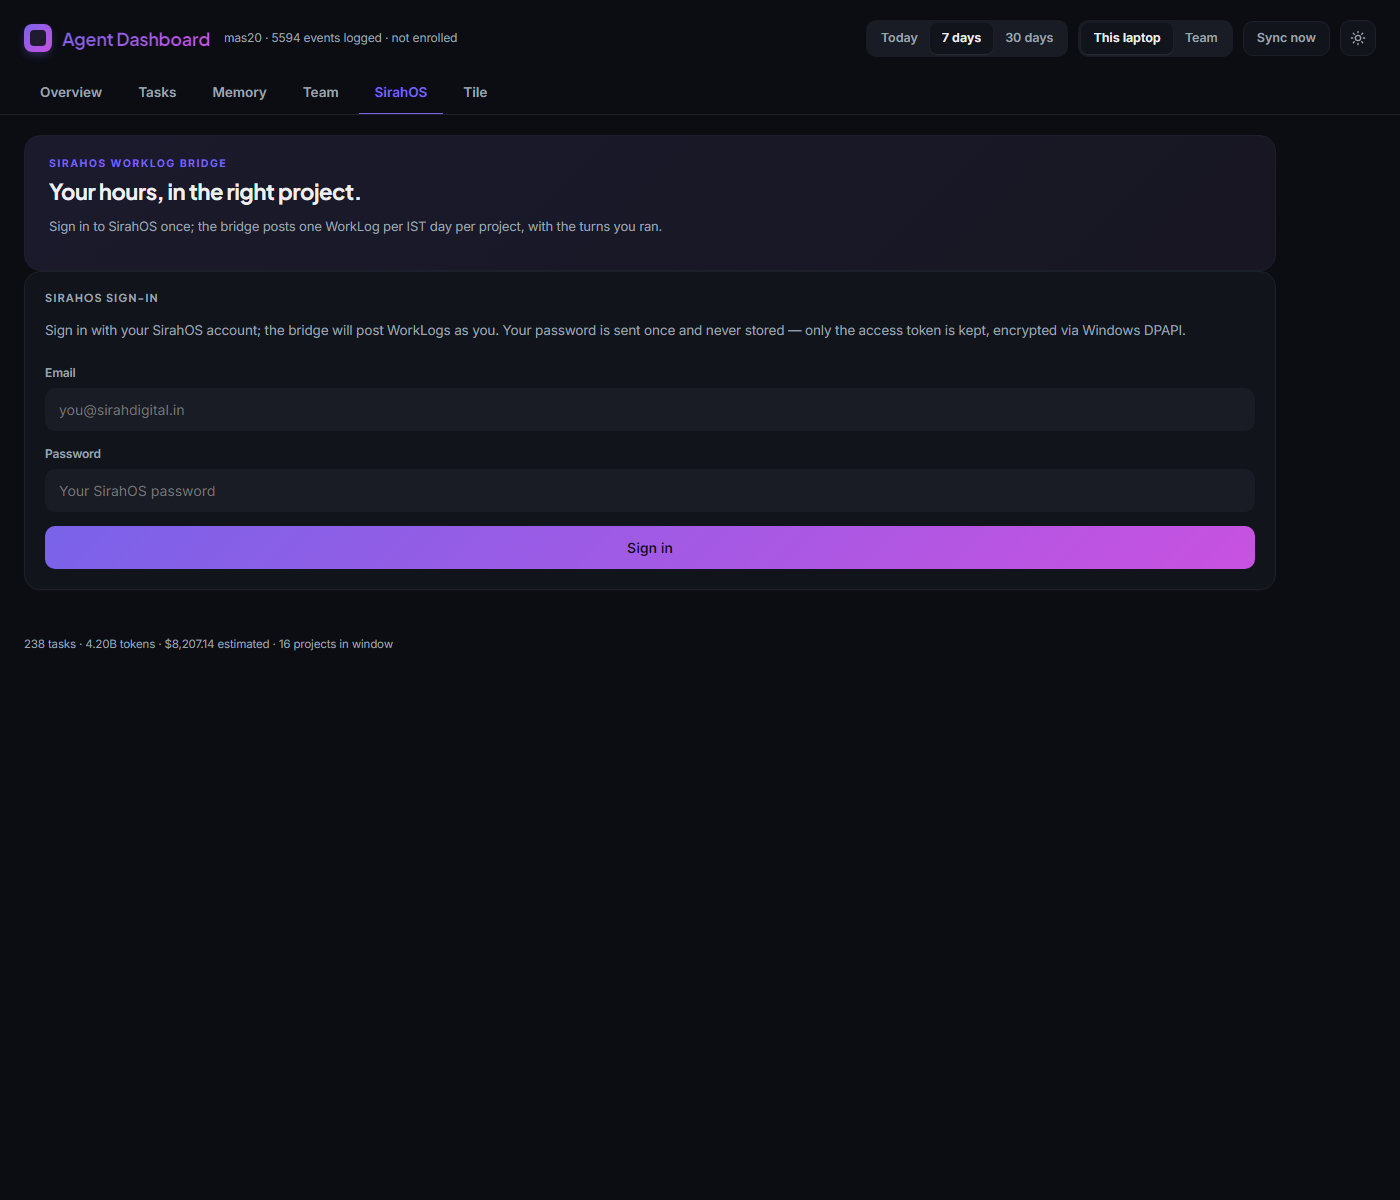 Agent Dashboard
mas20 · 5594 events logged · not enrolled
Today 7 days 30 days
This laptop Team
Sync now
Overview Tasks Memory Team SirahOS Tile
SIRAHOS WORKLOG BRIDGE
Your hours, in the right project.
Sign in to SirahOS once; the bridge posts one WorkLog per IST day per project, with the turns you ran.
SIRAHOS SIGN-IN
Sign in with your SirahOS account; the bridge will post WorkLogs as you. Your password is sent once and never stored — only the access token is kept, encrypted via Windows DPAPI.
Email
you@sirahdigital.in
Password
Your SirahOS password
Sign in
238 tasks · 4.20B tokens · $8,207.14 estimated · 16 projects in window